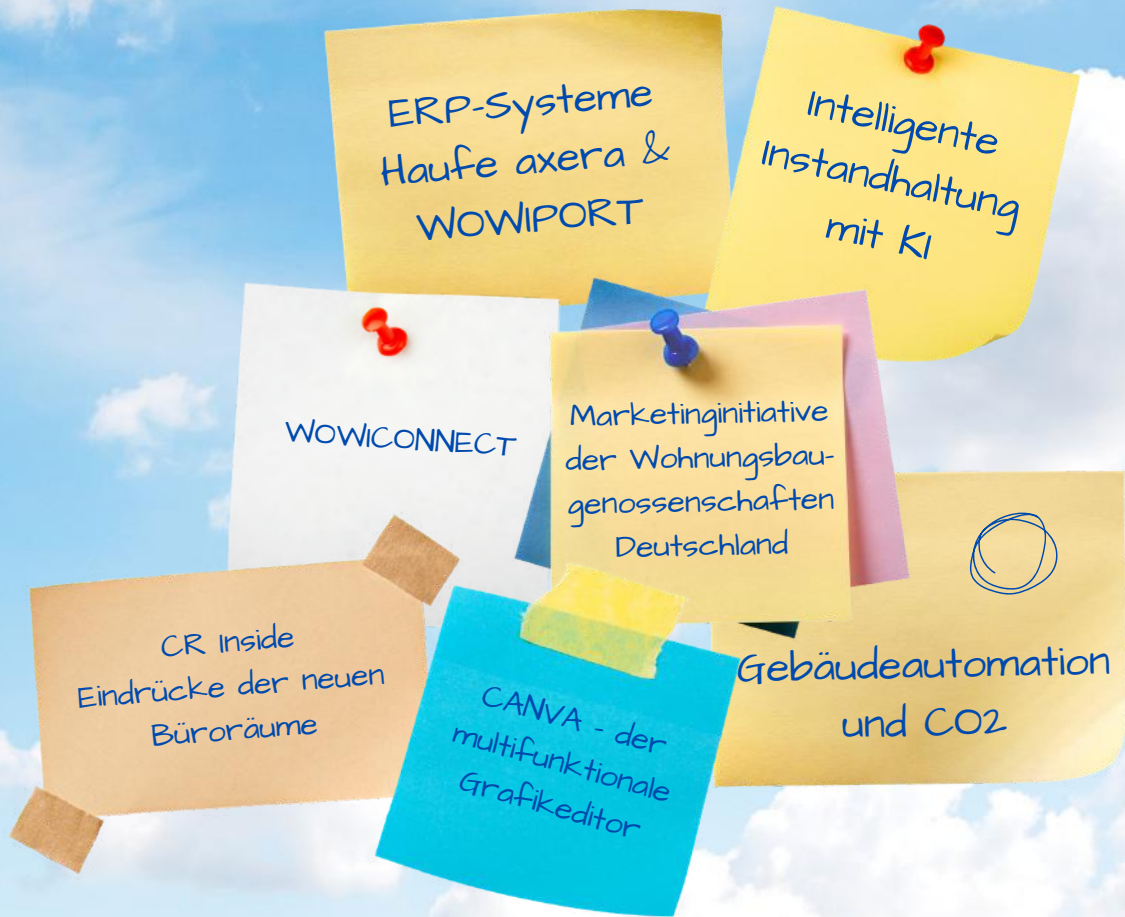 ERP-Systeme
Haufe axera &
WOWIPORT
Intelligente
Instandhaltung
mit KI
WOWICONNECT
Marketinginitiative
der Wohnungsbau-
genossenschaften
Deutschland
CR Inside
Eindrücke der neuen
Büroräume
CANVA - der
multifunktionale
Grafikeditor
Gebäudeautomation
und CO2